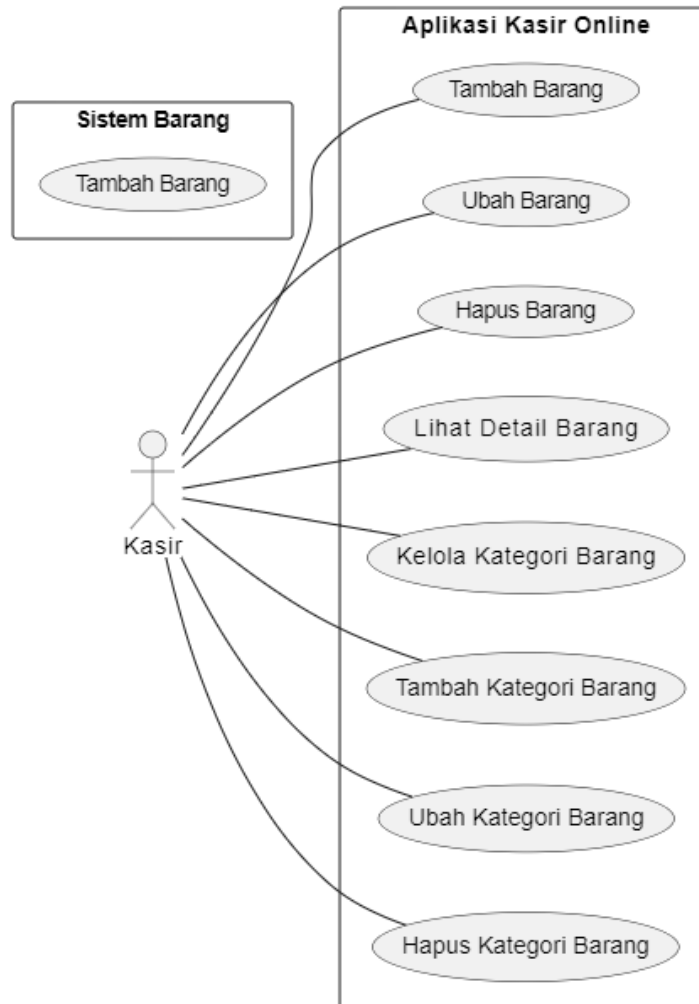 Aplikasi Kasir Online
Tambah Barang
Sistem Barang
Tambah Barang
Ubah Barang
Hapus Barang
Lihat Detail Barang
Kasir
Kelola Kategori Barang
Tambah Kategori Barang
Ubah Kategori Barang
Hapus Kategori Barang